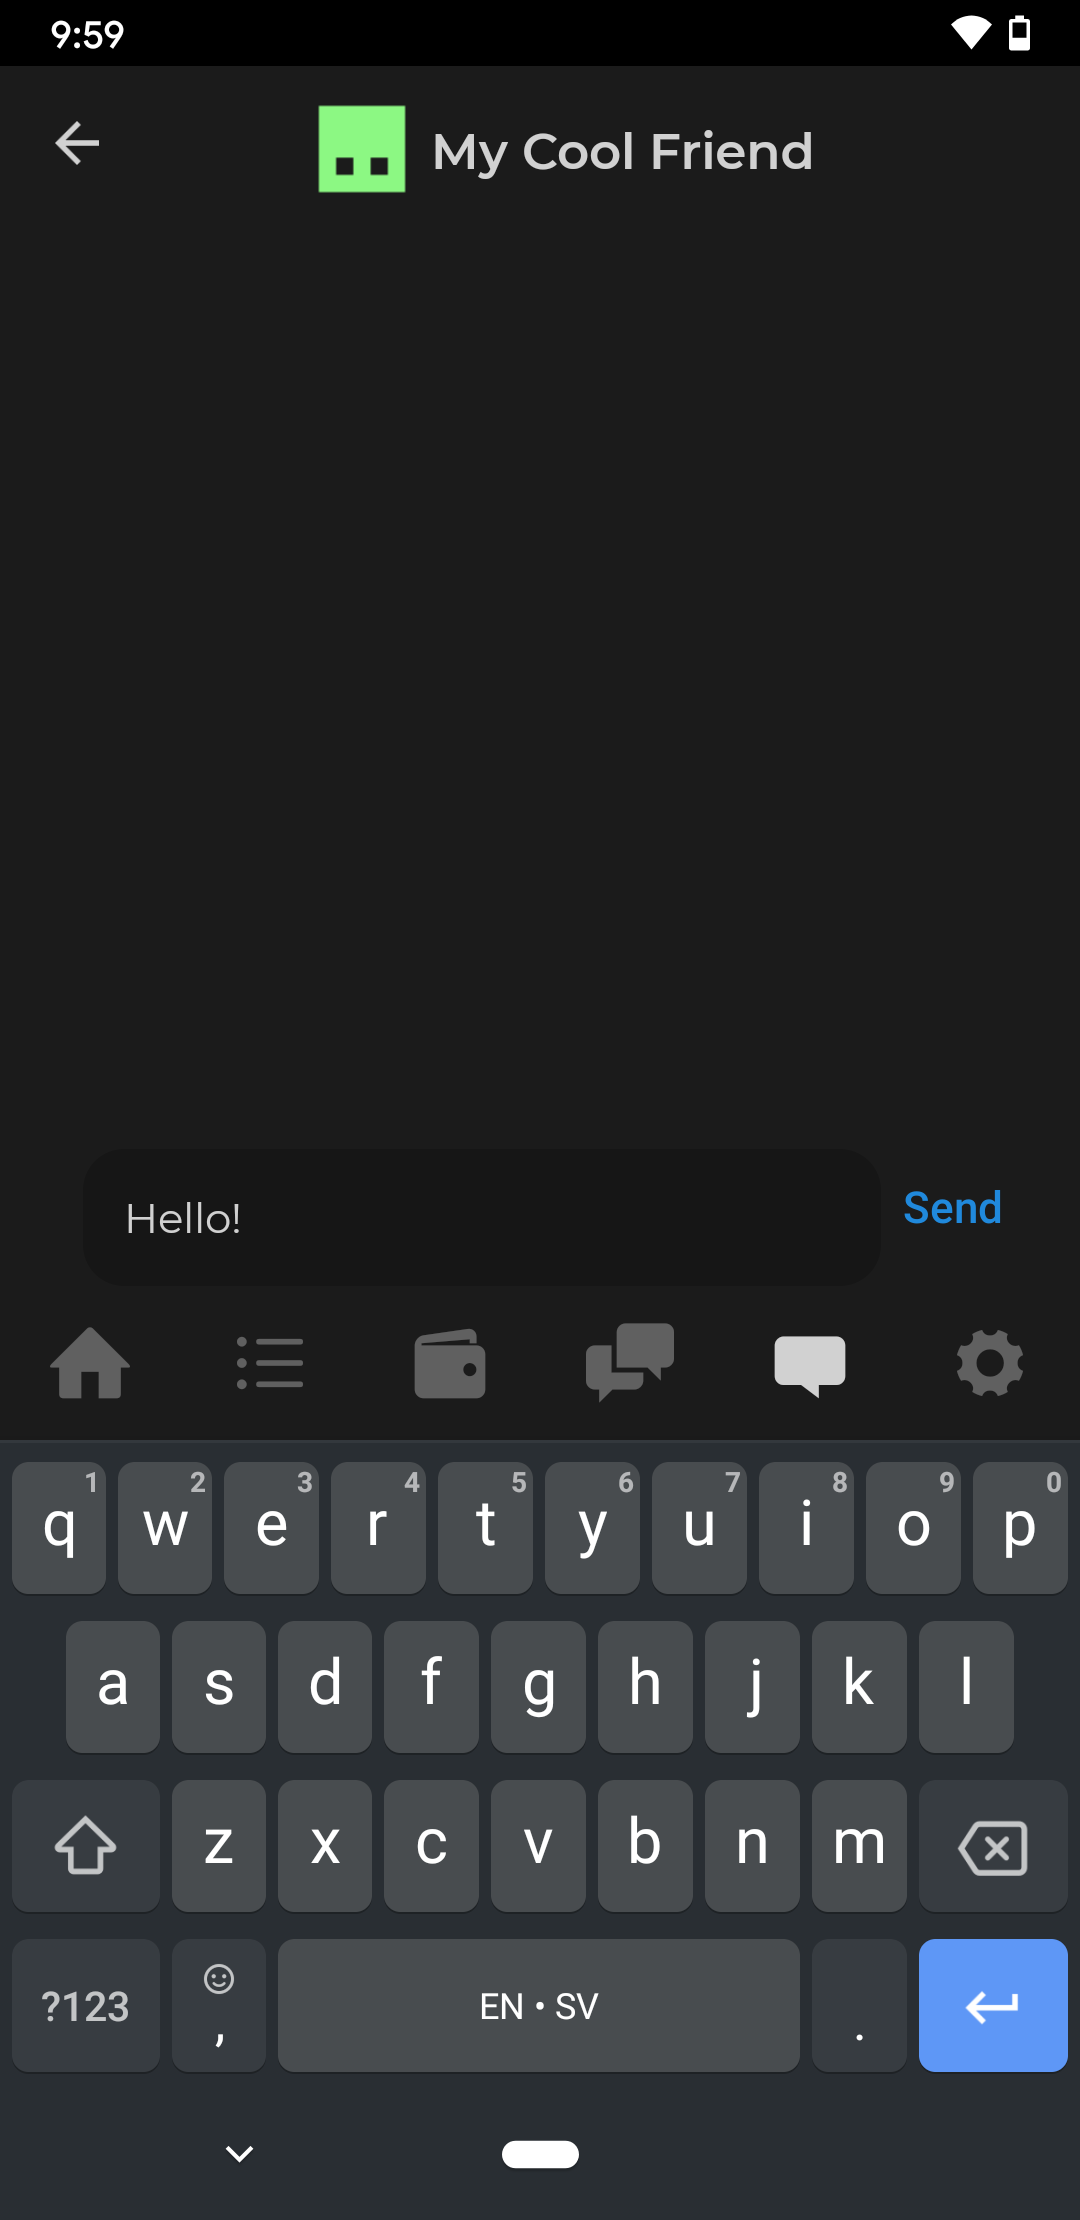 9:59
My Cool Friend
Hello!
Send
1 2 3 4 5 6 7 8 9 0
q w e r t y u i o p
a s d f g h j k l
z x c v b n m
?123 , EN • SV .